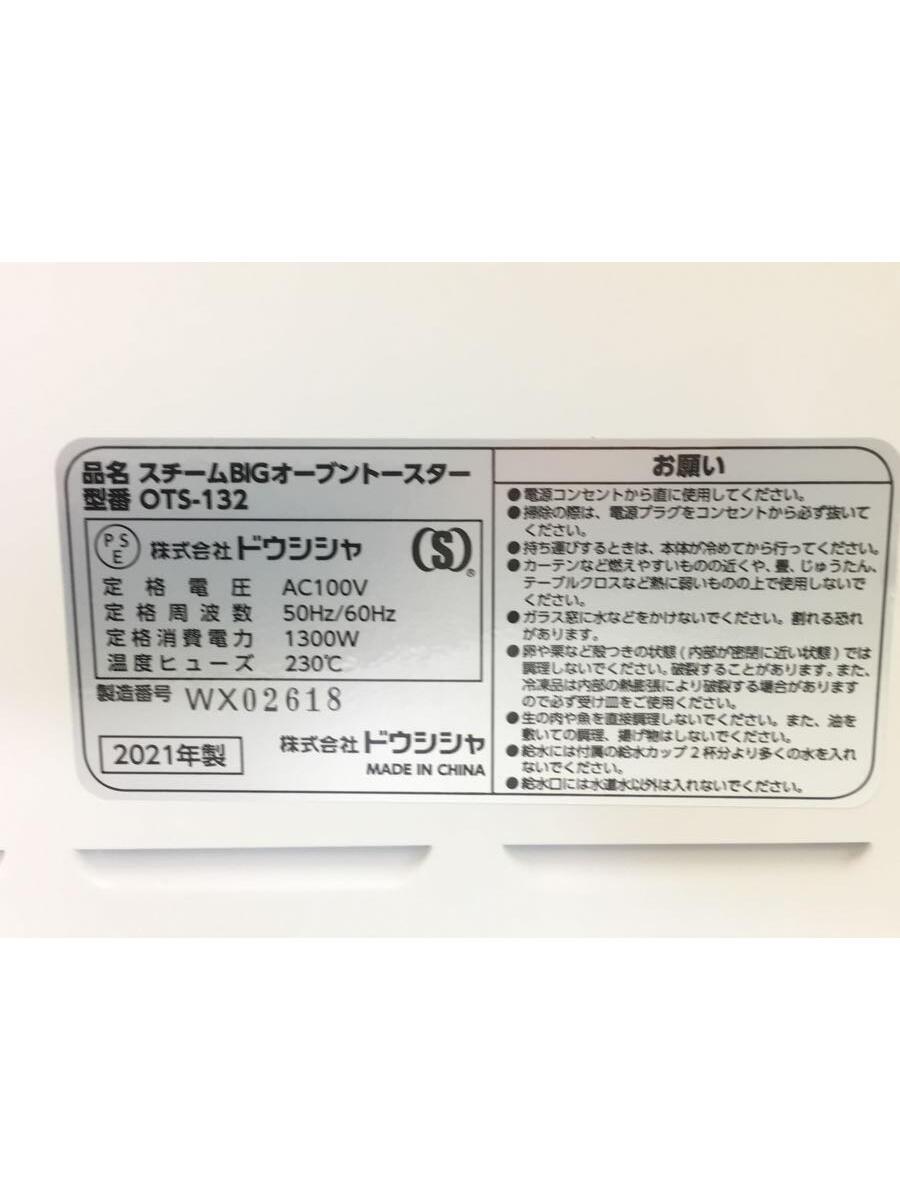 品名 スチームBIGオーブントースター
型番 OTS-132
PSE 株式会社ドウシシャ (S)®
定格電圧 AC100V
定格周波数 50Hz/60Hz
定格消費電力 1300W
温度ヒューズ 230℃
製造番号 WX02618
2021年製 株式会社ドウシシャ
MADE IN CHINA
お願い
●電源コンセントから直に使用してください。
●掃除の際は、電源プラグをコンセントから必ず抜いて
ください。
●持ち運びするときは、本体が冷めてから行ってください。
●カーテンなど燃えやすいものの近くや、畳、じゅうたん、
テーブルクロスなど熱に弱いものの上で使用しないで
ください。
●ガラス窓に水などをかけないでください。割れる恐れ
があります。
●卵や栗など殻つきの状態(内部が密閉に近い状態)では
調理しないでください。破裂することがあります。また、
冷凍品は内部の熱膨張により破裂する場合があります
ので必ず受け皿をご使用ください。
●生の肉や魚を直接調理しないでください。また、油を
敷いての調理、揚げ物はしないでください。
●給水には付属の給水カップ2杯分より多くの水を入れ
ないでください。
●給水口には水道水以外は入れないでください。